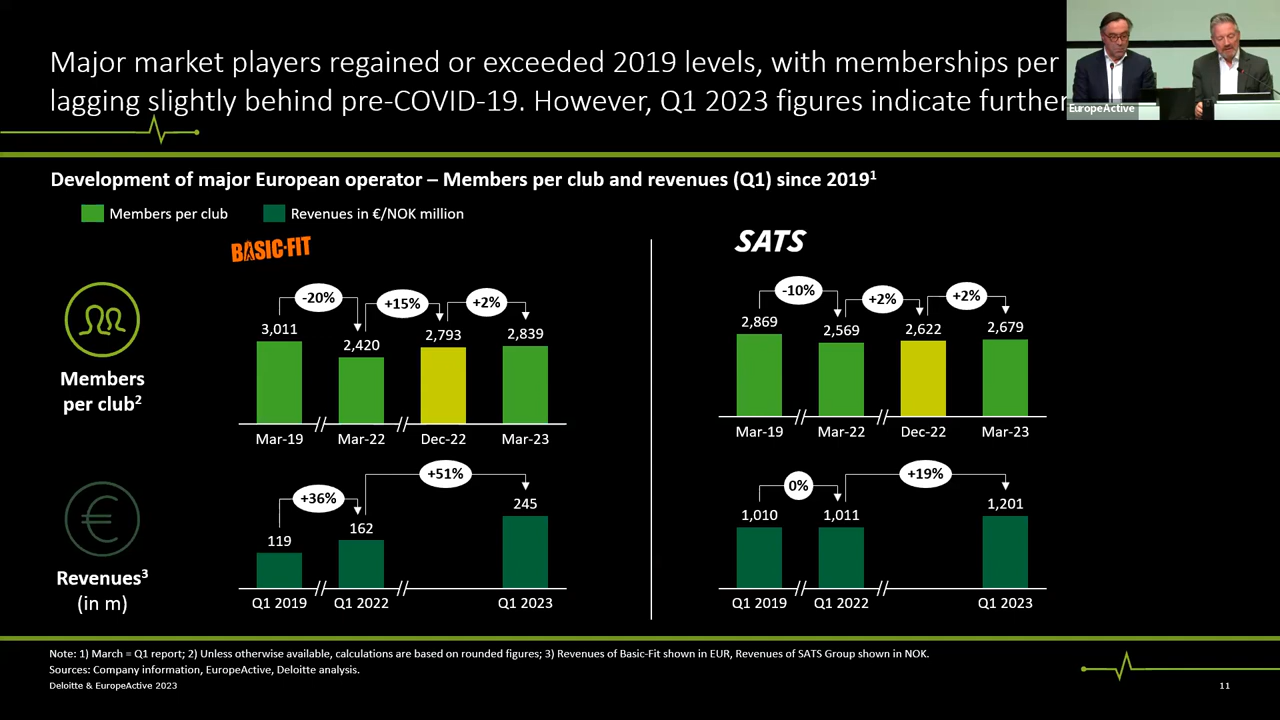 Major market players regained or exceeded 2019 levels, with memberships per
lagging slightly behind pre-COVID-19. However, Q1 2023 figures indicate further
EuropeActive
Development of major European operator – Members per club and revenues (Q1) since 2019¹
Members per club
Revenues in €/NOK million
BASIC-FIT
SATS
Members
per club²
-20%
+15%
+2%
3,011
2,420
2,793
2,839
Mar-19
Mar-22
Dec-22
Mar-23
-10%
+2%
+2%
2,869
2,569
2,622
2,679
Mar-19
Mar-22
Dec-22
Mar-23
Revenues³
(in m)
+36%
+51%
119
162
245
Q1 2019
Q1 2022
Q1 2023
0%
+19%
1,010
1,011
1,201
Q1 2019
Q1 2022
Q1 2023
Note: 1) March = Q1 report; 2) Unless otherwise available, calculations are based on rounded figures; 3) Revenues of Basic-Fit shown in EUR, Revenues of SATS Group shown in NOK.
Sources: Company information, EuropeActive, Deloitte analysis.
Deloitte & EuropeActive 2023
11